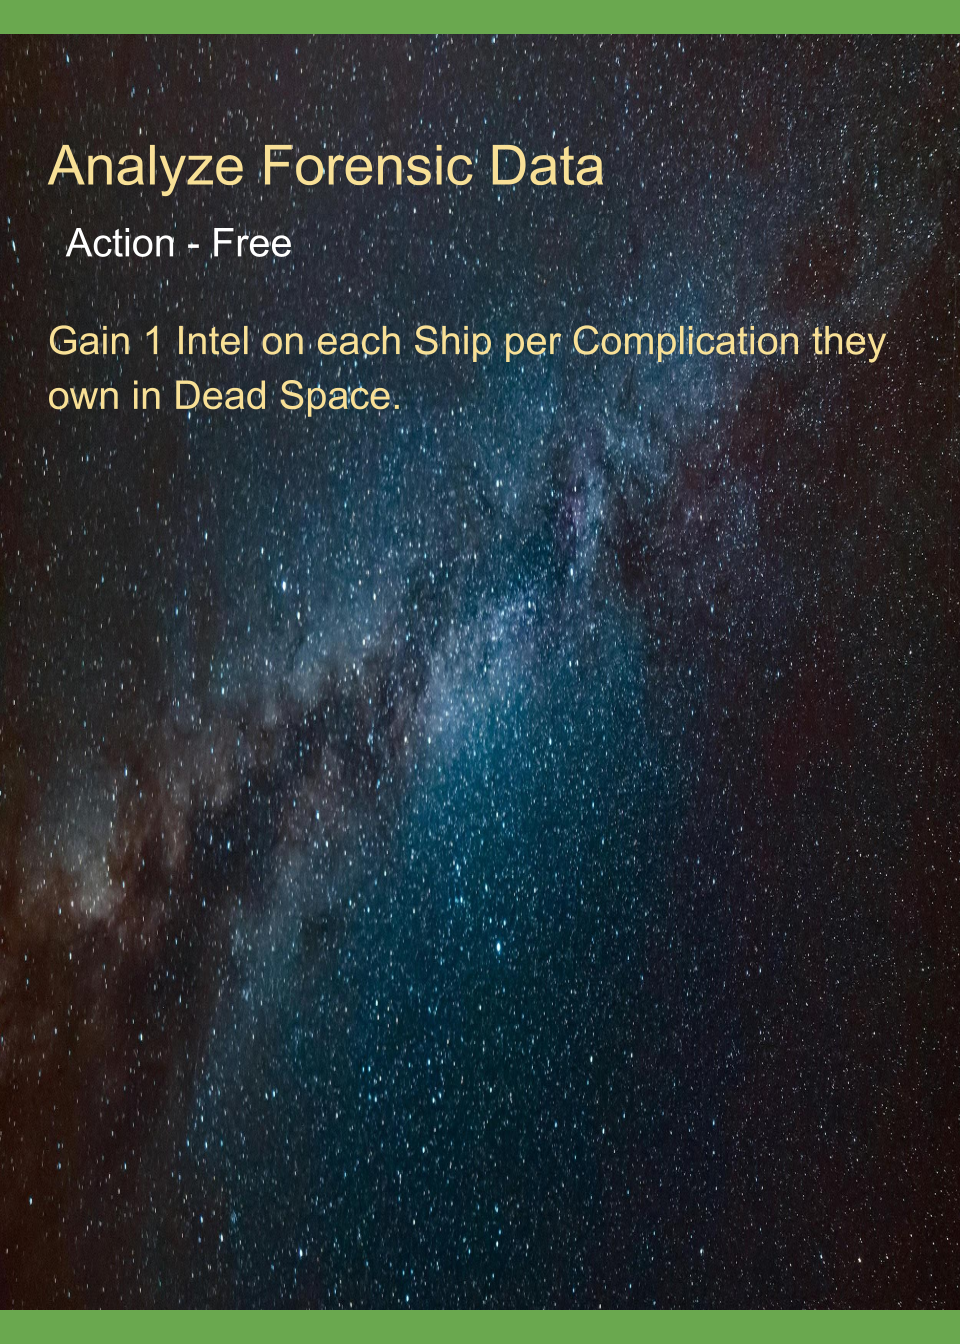 Analyze Forensic Data
Action - Free
Gain 1 Intel on each Ship per Complication they
own in Dead Space.